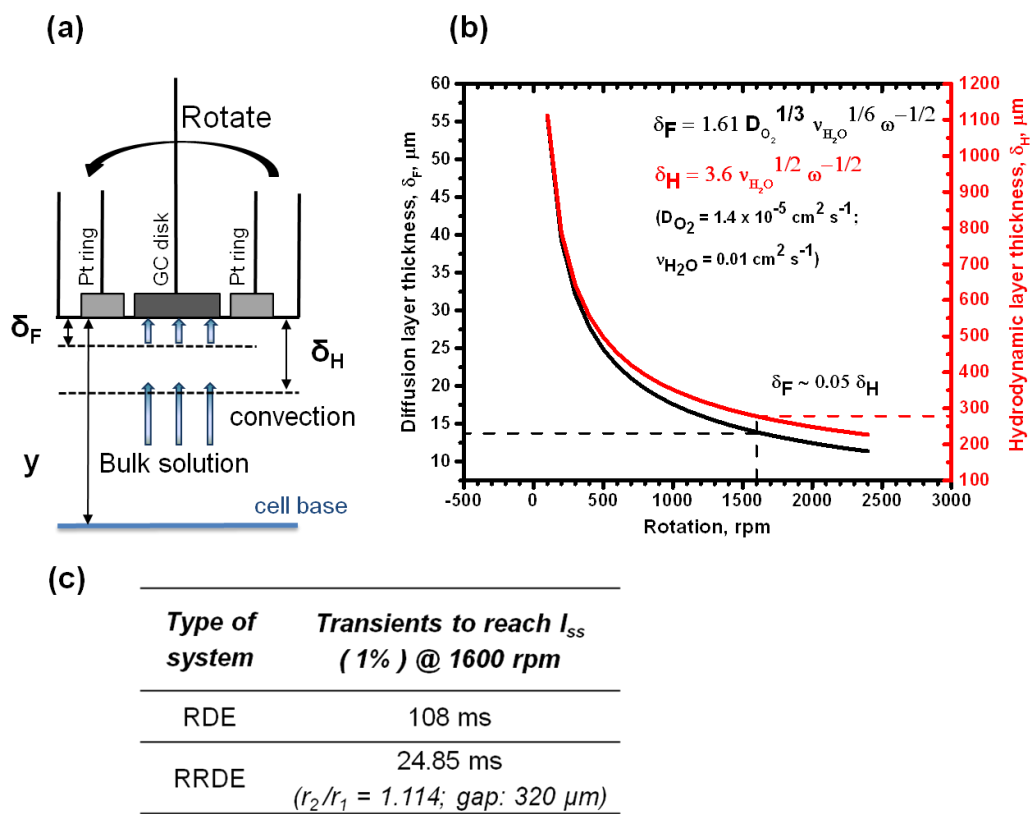 (a)
Rotate
Pt ring
GC disk
Pt ring
δF
δH
convection
y
Bulk solution
cell base
(b)
Diffusion layer thickness, δF, μm
60
55
50
45
40
35
30
25
20
15
10
δF = 1.61 DO2^1/3 νH2O^1/6 ω^−1/2
δH = 3.6 νH2O^1/2 ω^−1/2
(DO2 = 1.4 x 10^-5 cm^2 s^-1;
νH2O = 0.01 cm^2 s^-1)
δF ~ 0.05 δH
1200
1100
1000
900
800
700
600
500
400
300
200
100
Hydrodynamic layer thickness, δH, μm
-500 0 500 1000 1500 2000 2500 3000
Rotation, rpm
(c)
Type of system
Transients to reach Iss
( 1% ) @ 1600 rpm
RDE 108 ms
RRDE 24.85 ms
(r2/r1 = 1.114; gap: 320 μm)